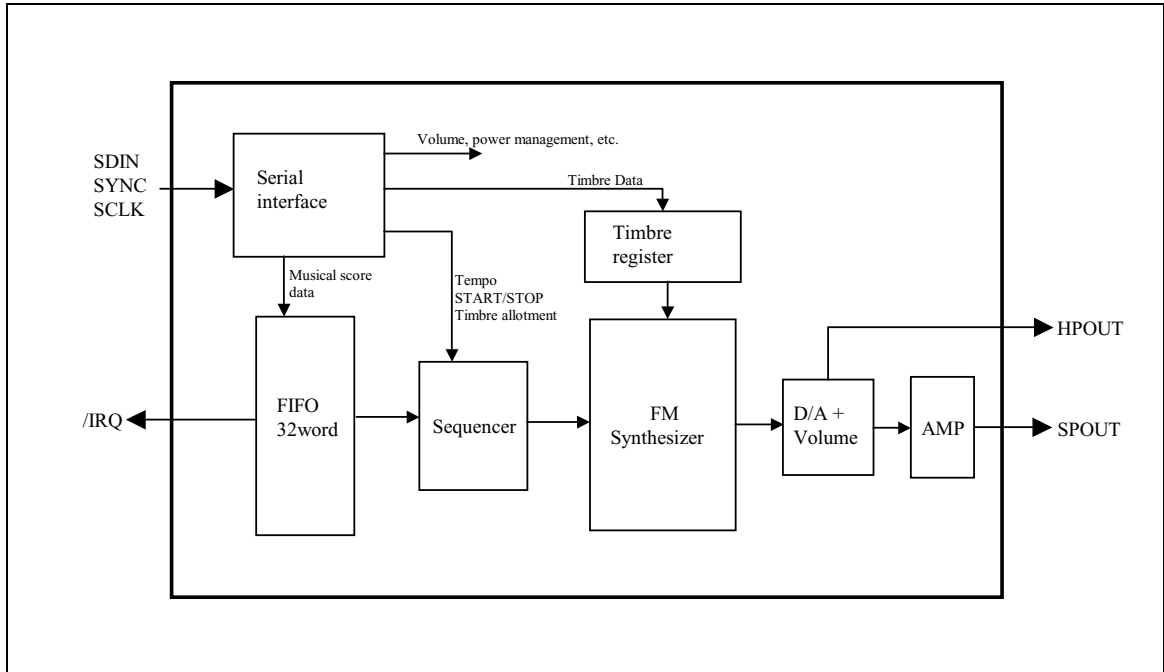 Volume, power management, etc.
SDIN
SYNC
SCLK
Serial
interface
Timbre Data
Timbre
register
Musical score
data
Tempo
START/STOP
Timbre allotment
HPOUT
/IRQ
FIFO
32word
Sequencer
FM
Synthesizer
D/A +
Volume
AMP
SPOUT